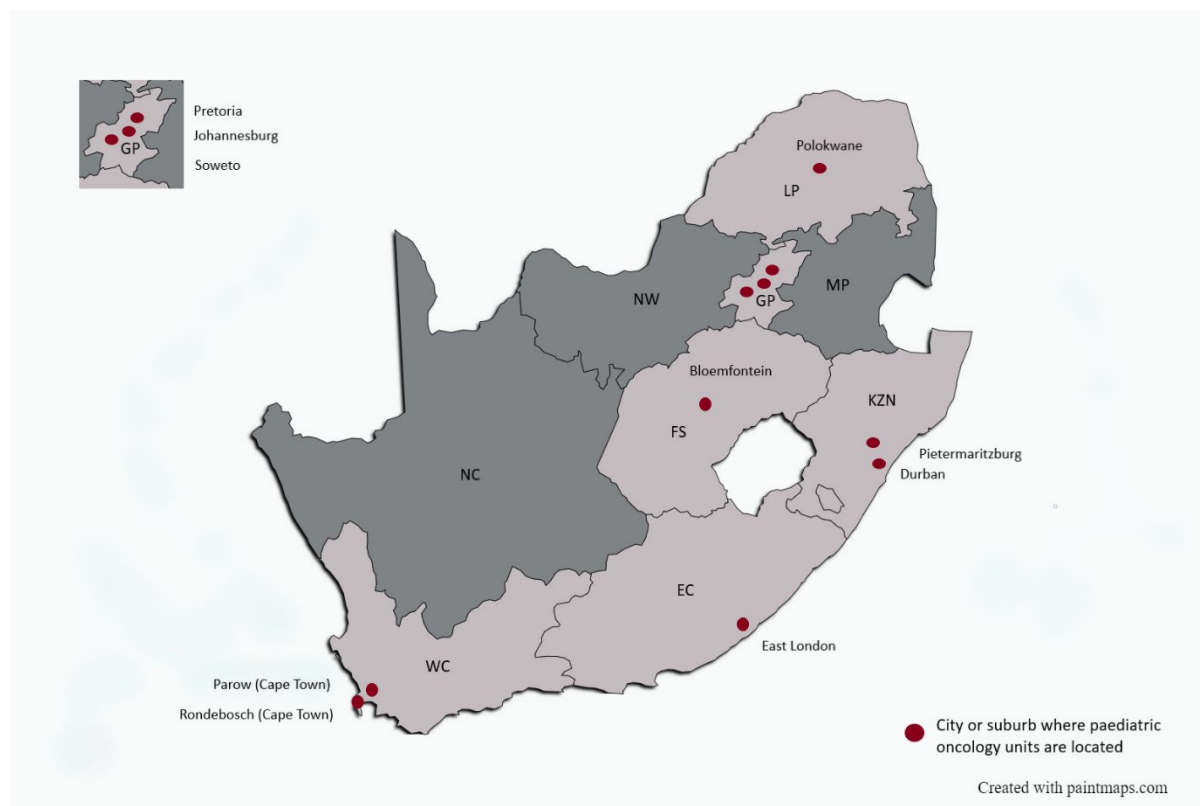 Pretoria
Johannesburg
GP
Soweto
Polokwane
LP
NW
MP
GP
Bloemfontein
KZN
FS
Pietermaritzburg
Durban
NC
EC
East London
WC
Parow (Cape Town)
Rondebosch (Cape Town)
City or suburb where paediatric
oncology units are located
Created with paintmaps.com